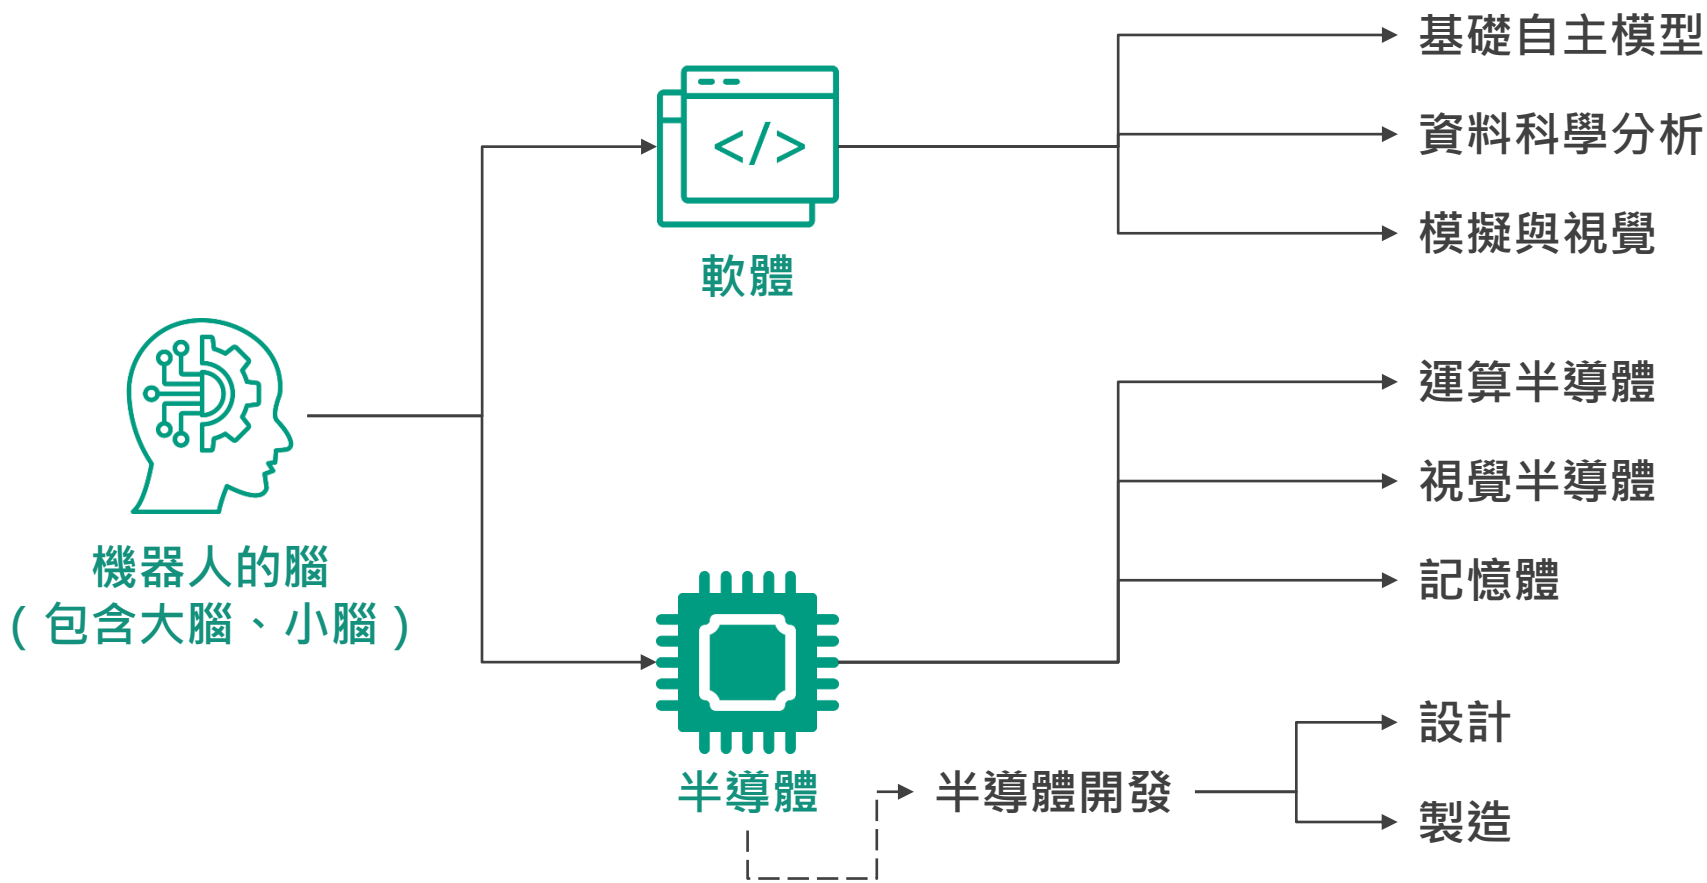 基礎自主模型
資料科學分析
模擬與視覺
</>
軟體
運算半導體
視覺半導體
記憶體
機器人的腦
（包含大腦、小腦）
半導體
半導體開發
設計
製造